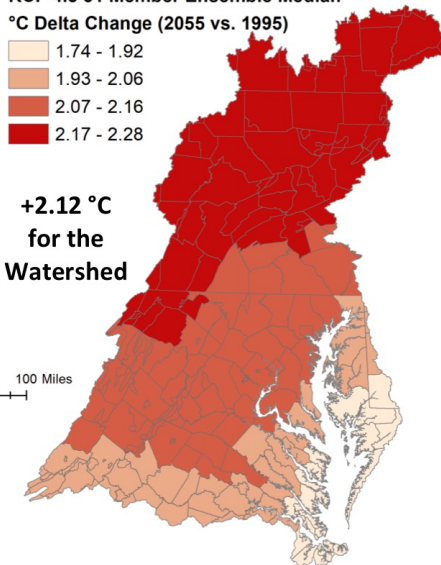 °C Delta Change (2055 vs. 1995)
1.74 - 1.92
1.93 - 2.06
2.07 - 2.16
2.17 - 2.28
+2.12 °C
for the
Watershed
100 Miles